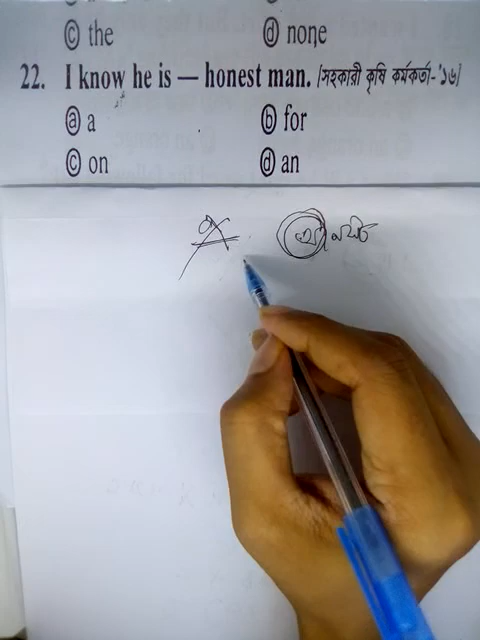 ⓒ the ⓓ none
22. I know he is — honest man. [সহকারী কৃষি কর্মকর্তা-'১৬]
ⓐ a ⓑ for
ⓒ on ⓓ an